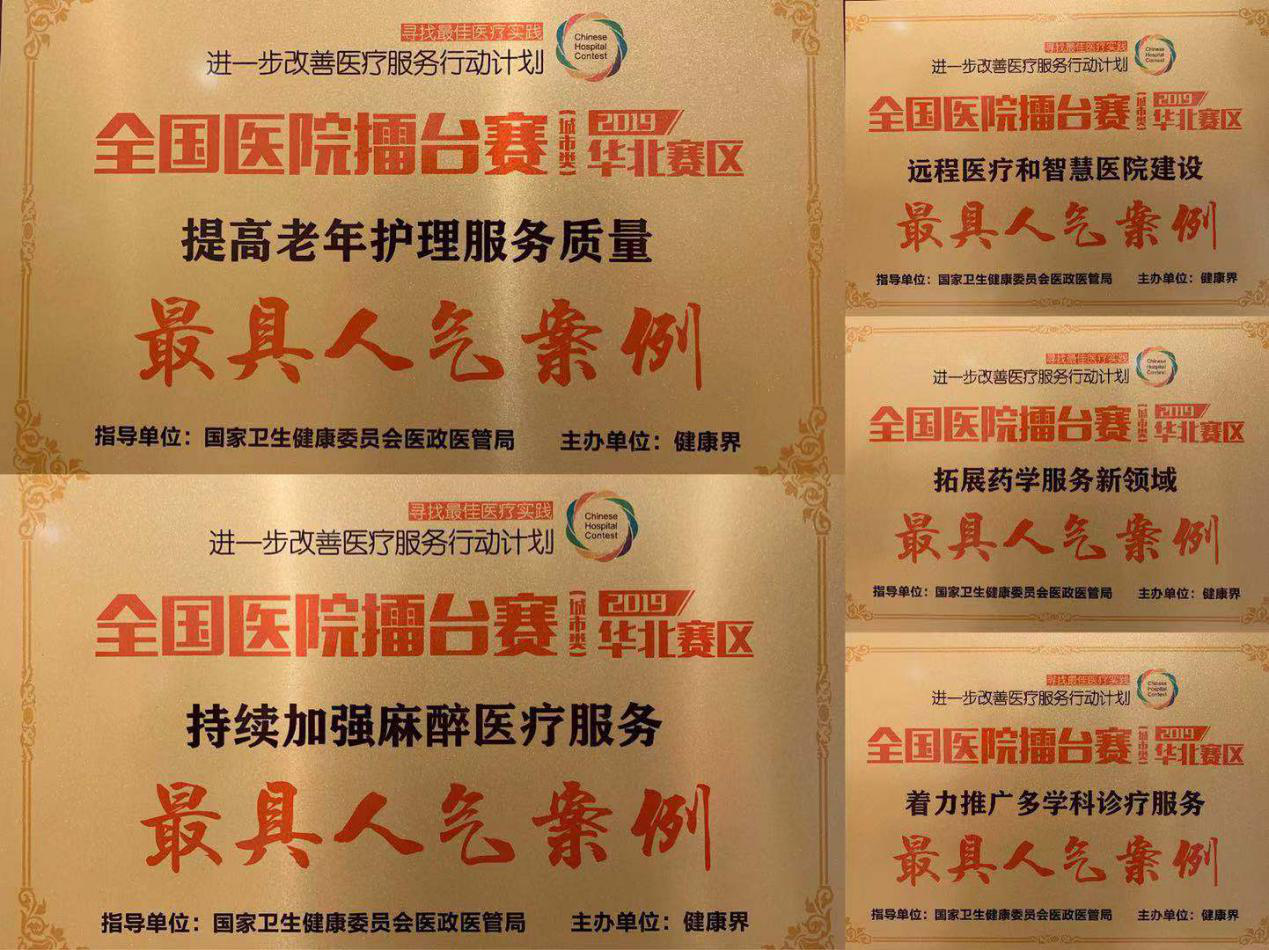 寻找最佳医疗实践
进一步改善医疗服务行动计划
Chinese
Hospital
Contest
全国医院擂台赛(城市类)2019华北赛区
提高老年护理服务质量
最具人气案例
指导单位：国家卫生健康委员会医政医管局 主办单位：健康界
寻找最佳医疗实践
进一步改善医疗服务行动计划
Chinese
Hospital
Contest
全国医院擂台赛(城市类)2019华北赛区
持续加强麻醉医疗服务
最具人气案例
指导单位：国家卫生健康委员会医政医管局 主办单位：健康界
寻找最佳医疗实践
进一步改善医疗服务行动计划
Chinese
Hospital
Contest
全国医院擂台赛(城市类)2019华北赛区
远程医疗和智慧医院建设
最具人气案例
指导单位：国家卫生健康委员会医政医管局 主办单位：健康界
寻找最佳医疗实践
进一步改善医疗服务行动计划
Chinese
Hospital
Contest
全国医院擂台赛(城市类)2019华北赛区
拓展药学服务新领域
最具人气案例
指导单位：国家卫生健康委员会医政医管局 主办单位：健康界
寻找最佳医疗实践
进一步改善医疗服务行动计划
Chinese
Hospital
Contest
全国医院擂台赛(城市类)2019华北赛区
着力推广多学科诊疗服务
最具人气案例
指导单位：国家卫生健康委员会医政医管局 主办单位：健康界